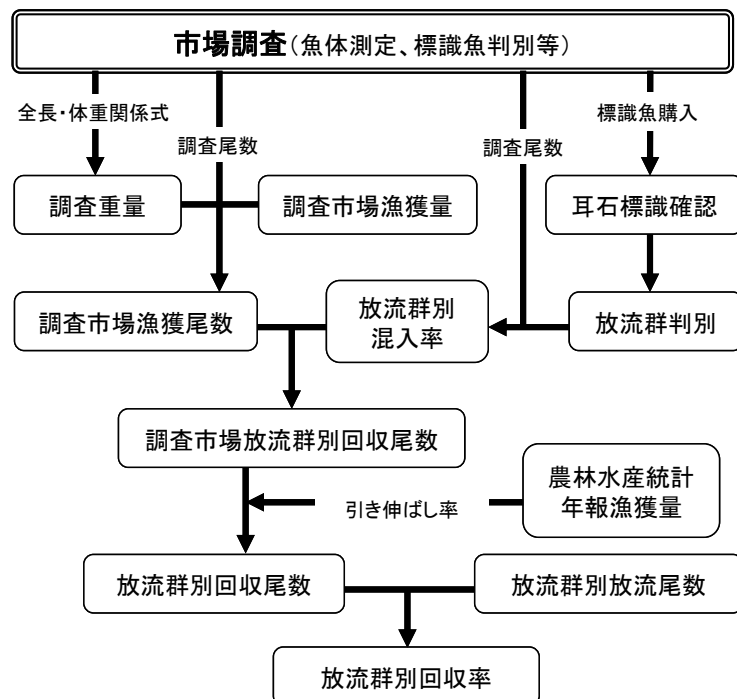 市場調査（魚体測定、標識魚判別等）
全長・体重関係式
標識魚購入
調査尾数
調査尾数
調査重量
調査市場漁獲量
耳石標識確認
調査市場漁獲尾数
放流群別
混入率
放流群判別
調査市場放流群別回収尾数
引き伸ばし率
農林水産統計
年報漁獲量
放流群別回収尾数
放流群別放流尾数
放流群別回収率